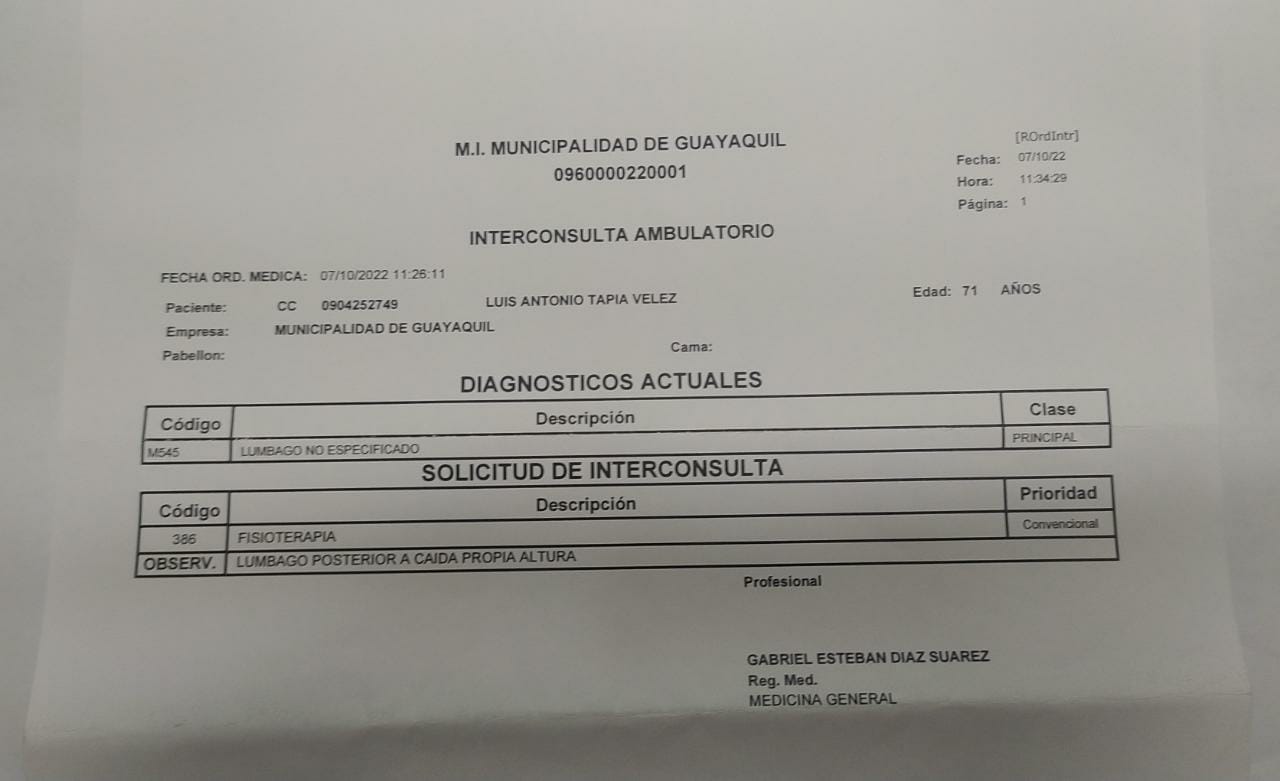 [ROrdIntr]
M.I. MUNICIPALIDAD DE GUAYAQUIL
Fecha: 07/10/22
0960000220001
Hora: 11:34:29
Página: 1
INTERCONSULTA AMBULATORIO
FECHA ORD. MEDICA: 07/10/2022 11:26:11
Paciente: CC 0904252749 LUIS ANTONIO TAPIA VELEZ Edad: 71 AÑOS
Empresa: MUNICIPALIDAD DE GUAYAQUIL
Pabellon: Cama:
DIAGNOSTICOS ACTUALES
Código Descripción Clase
M545 LUMBAGO NO ESPECIFICADO PRINCIPAL
SOLICITUD DE INTERCONSULTA
Código Descripción Prioridad
386 FISIOTERAPIA Convencional
OBSERV. LUMBAGO POSTERIOR A CAIDA PROPIA ALTURA
Profesional
GABRIEL ESTEBAN DIAZ SUAREZ
Reg. Med.
MEDICINA GENERAL